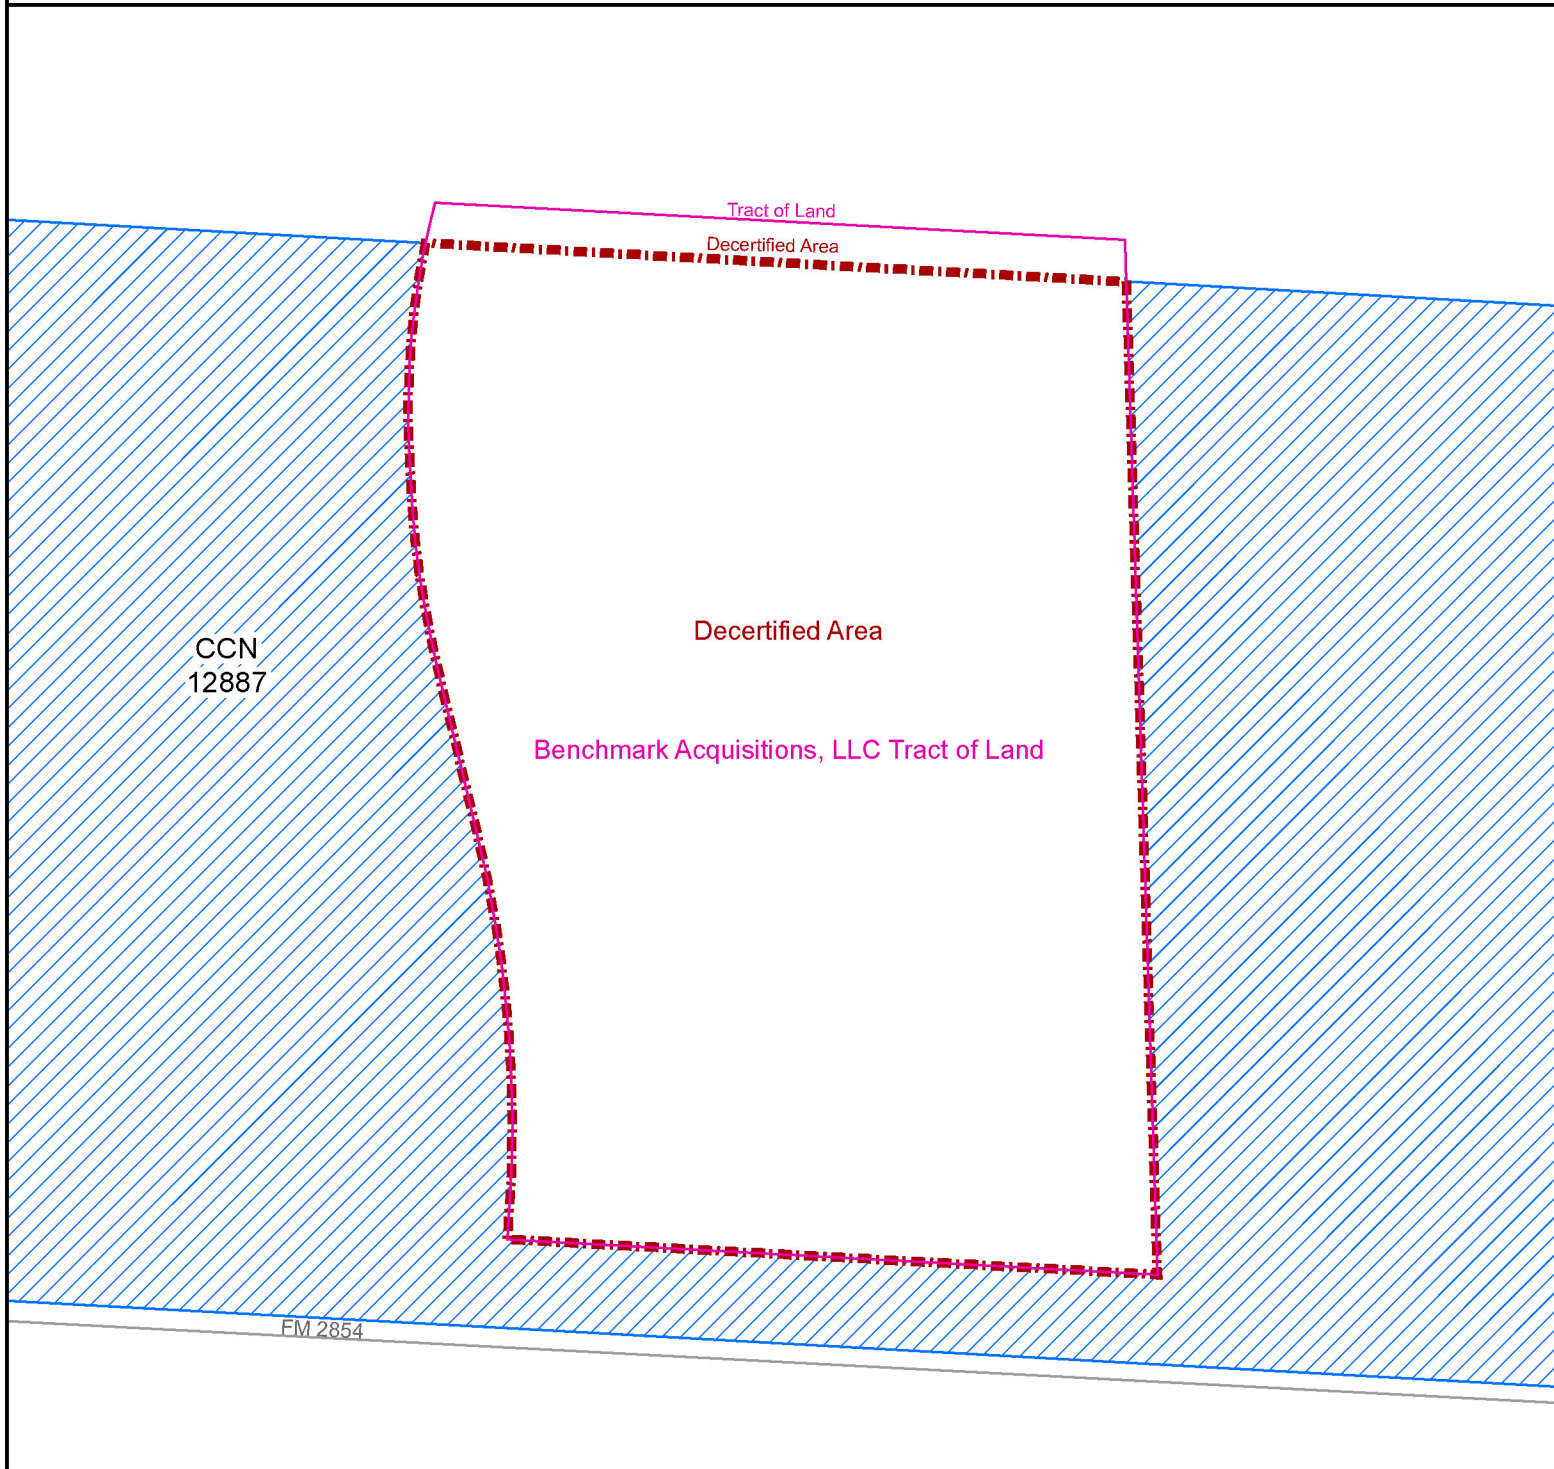 Tract of Land
Decertified Area
Decertified Area
CCN
12887
Benchmark Acquisitions, LLC Tract of Land
FM 2854